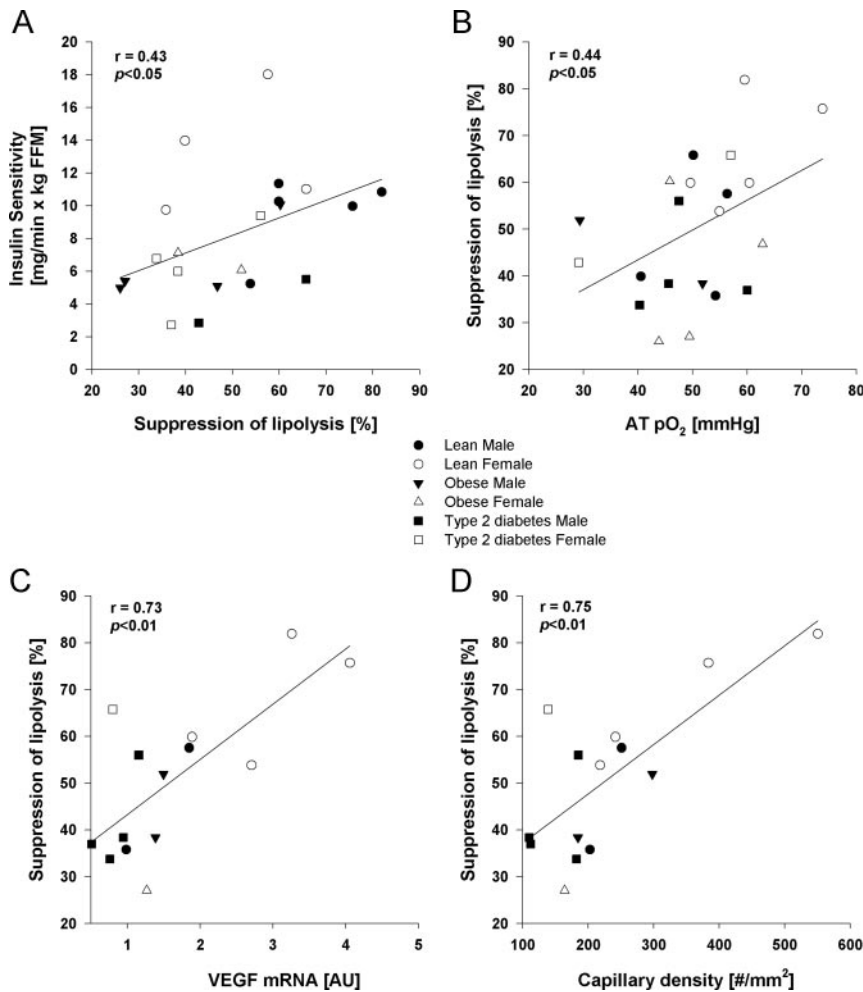 A
r = 0.43
p<0.05
Insulin Sensitivity
[mg/min x kg FFM]
20
18
16
14
12
10
8
6
4
2
0
20 30 40 50 60 70 80 90
Suppression of lipolysis [%]
B
r = 0.44
p<0.05
Suppression of lipolysis [%]
90
80
70
60
50
40
30
20
20 30 40 50 60 70 80
AT pO2 [mmHg]
Lean Male
Lean Female
Obese Male
Obese Female
Type 2 diabetes Male
Type 2 diabetes Female
C
r = 0.73
p<0.01
Suppression of lipolysis [%]
90
80
70
60
50
40
30
20
1 2 3 4 5
VEGF mRNA [AU]
D
r = 0.75
p<0.01
Suppression of lipolysis [%]
90
80
70
60
50
40
30
20
100 200 300 400 500 600
Capillary density [#/mm²]